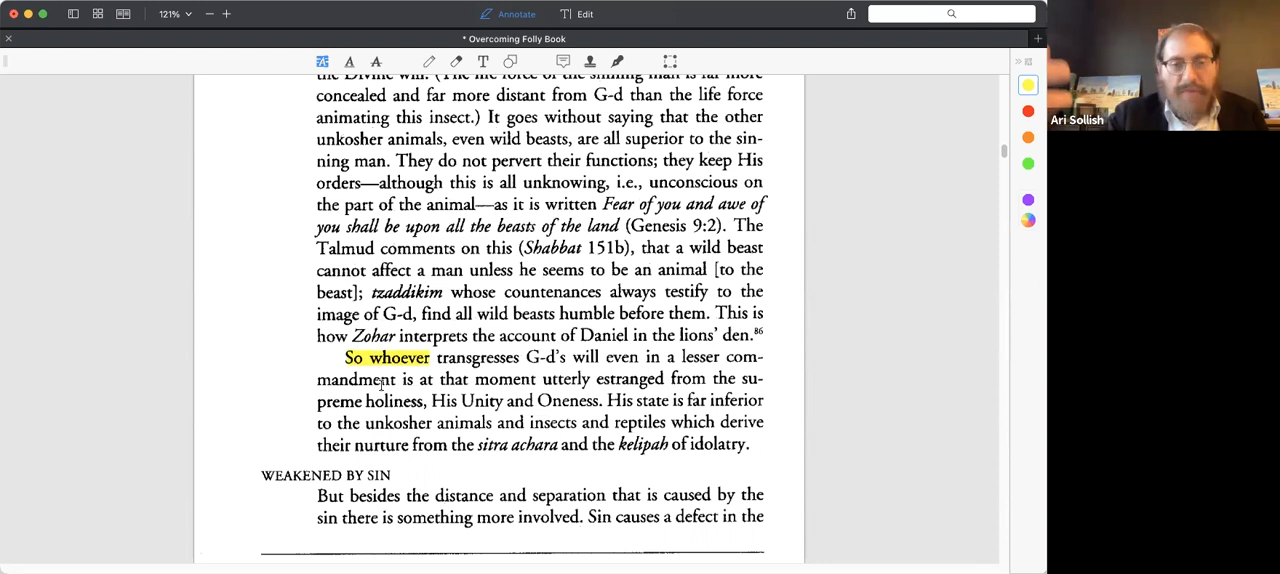 121%
Annotate
Edit
* Overcoming Folly Book
the Divine will. (The life force of the sinning man is far more
concealed and far more distant from G-d than the life force
animating this insect.) It goes without saying that the other
unkosher animals, even wild beasts, are all superior to the sin-
ning man. They do not pervert their functions; they keep His
orders—although this is all unknowing, i.e., unconscious on
the part of the animal—as it is written Fear of you and awe of
you shall be upon all the beasts of the land (Genesis 9:2). The
Talmud comments on this (Shabbat 151b), that a wild beast
cannot affect a man unless he seems to be an animal [to the
beast]; tzaddikim whose countenances always testify to the
image of G-d, find all wild beasts humble before them. This is
how Zohar interprets the account of Daniel in the lions' den.86
So whoever transgresses G-d's will even in a lesser com-
mandment is at that moment utterly estranged from the su-
preme holiness, His Unity and Oneness. His state is far inferior
to the unkosher animals and insects and reptiles which derive
their nurture from the sitra achara and the kelipah of idolatry.
WEAKENED BY SIN
But besides the distance and separation that is caused by the
sin there is something more involved. Sin causes a defect in the
Ari Sollish